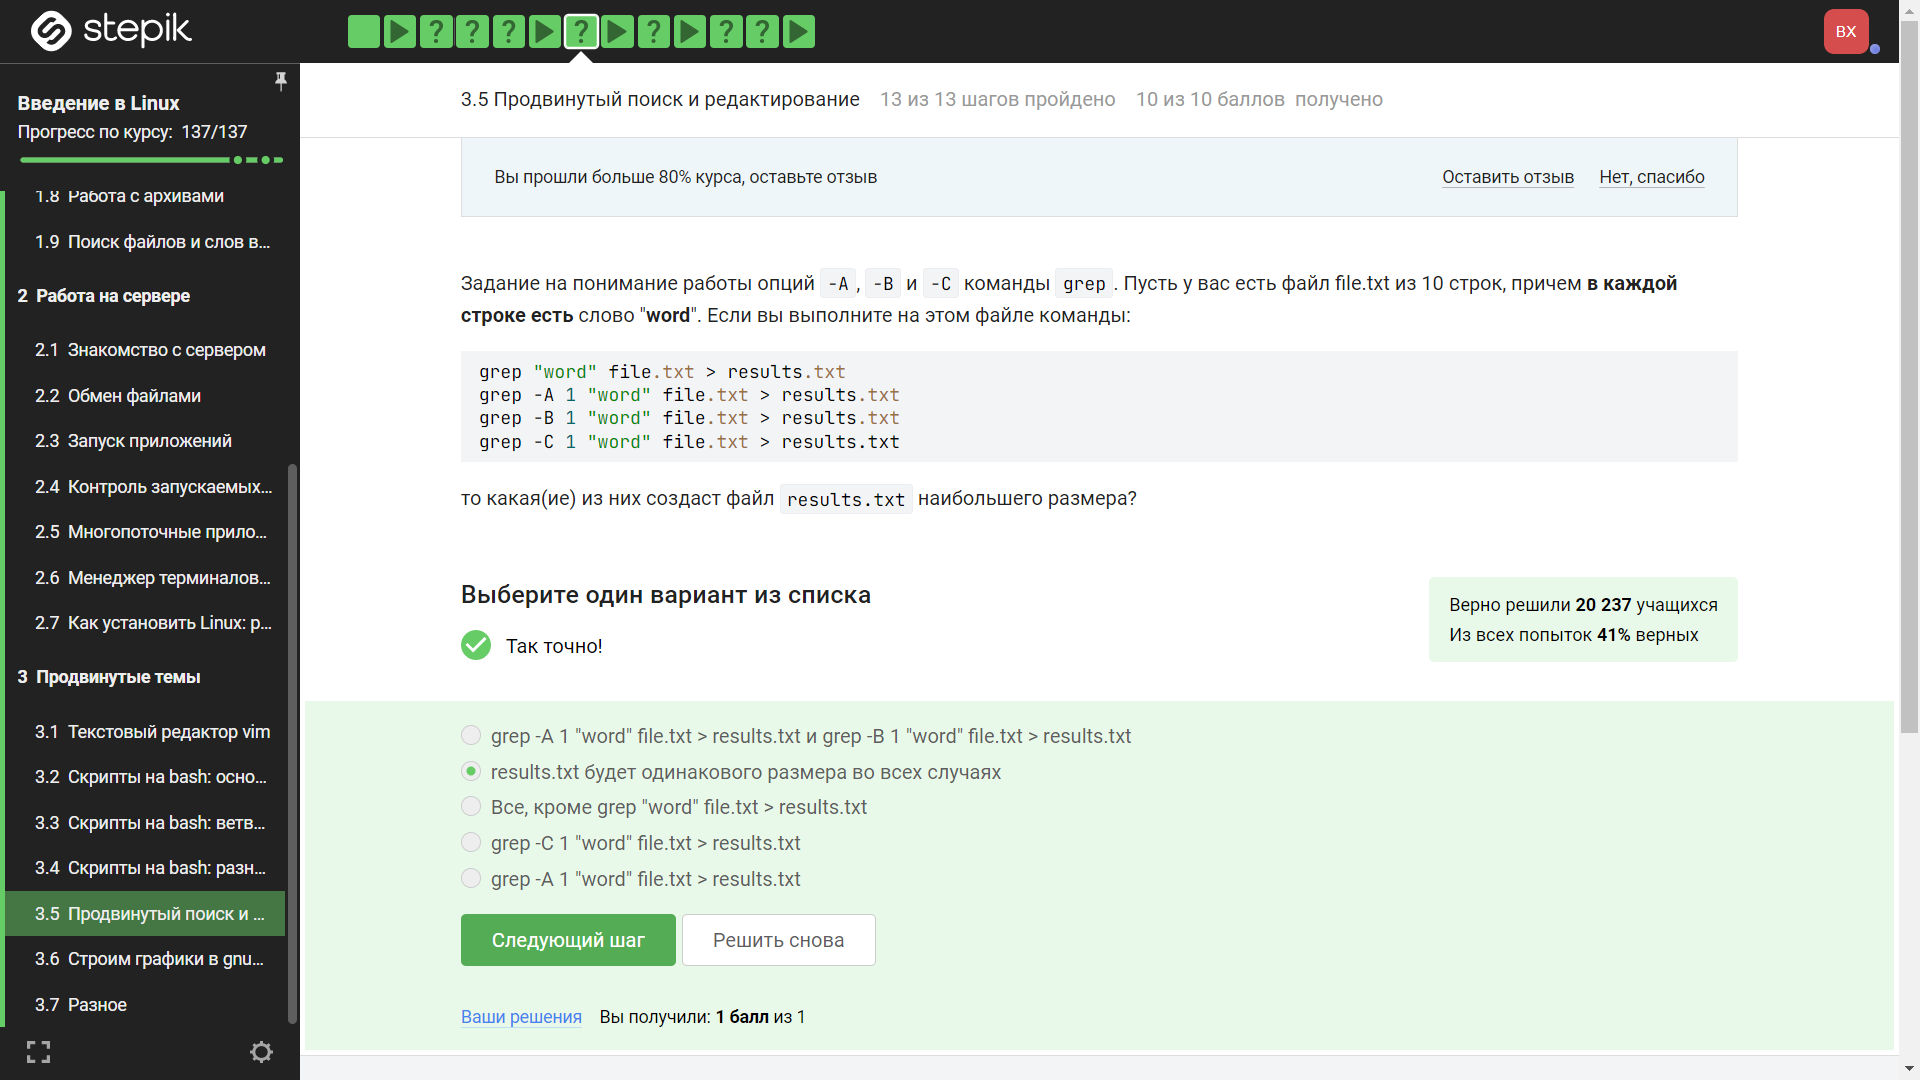 stepik
? ? ? ? ? ? ?
BX
Введение в Linux
Прогресс по курсу: 137/137
1.8 Работа с архивами
1.9 Поиск файлов и слов в...
2 Работа на сервере
2.1 Знакомство с сервером
2.2 Обмен файлами
2.3 Запуск приложений
2.4 Контроль запускаемых...
2.5 Многопоточные прило...
2.6 Менеджер терминалов...
2.7 Как установить Linux: р...
3 Продвинутые темы
3.1 Текстовый редактор vim
3.2 Скрипты на bash: осно...
3.3 Скрипты на bash: ветв...
3.4 Скрипты на bash: разн...
3.5 Продвинутый поиск и ...
3.6 Строим графики в gnu...
3.7 Разное
3.5 Продвинутый поиск и редактирование 13 из 13 шагов пройдено 10 из 10 баллов получено
Вы прошли больше 80% курса, оставьте отзыв Оставить отзыв Нет, спасибо
Задание на понимание работы опций -A, -B и -C команды grep. Пусть у вас есть файл file.txt из 10 строк, причем в каждой
строке есть слово "word". Если вы выполните на этом файле команды:
grep "word" file.txt > results.txt
grep -A 1 "word" file.txt > results.txt
grep -B 1 "word" file.txt > results.txt
grep -C 1 "word" file.txt > results.txt
то какая(ие) из них создаст файл results.txt наибольшего размера?
Выберите один вариант из списка
Так точно!
Верно решили 20 237 учащихся
Из всех попыток 41% верных
grep -A 1 "word" file.txt > results.txt и grep -B 1 "word" file.txt > results.txt
results.txt будет одинакового размера во всех случаях
Все, кроме grep "word" file.txt > results.txt
grep -C 1 "word" file.txt > results.txt
grep -A 1 "word" file.txt > results.txt
Следующий шаг Решить снова
Ваши решения Вы получили: 1 балл из 1